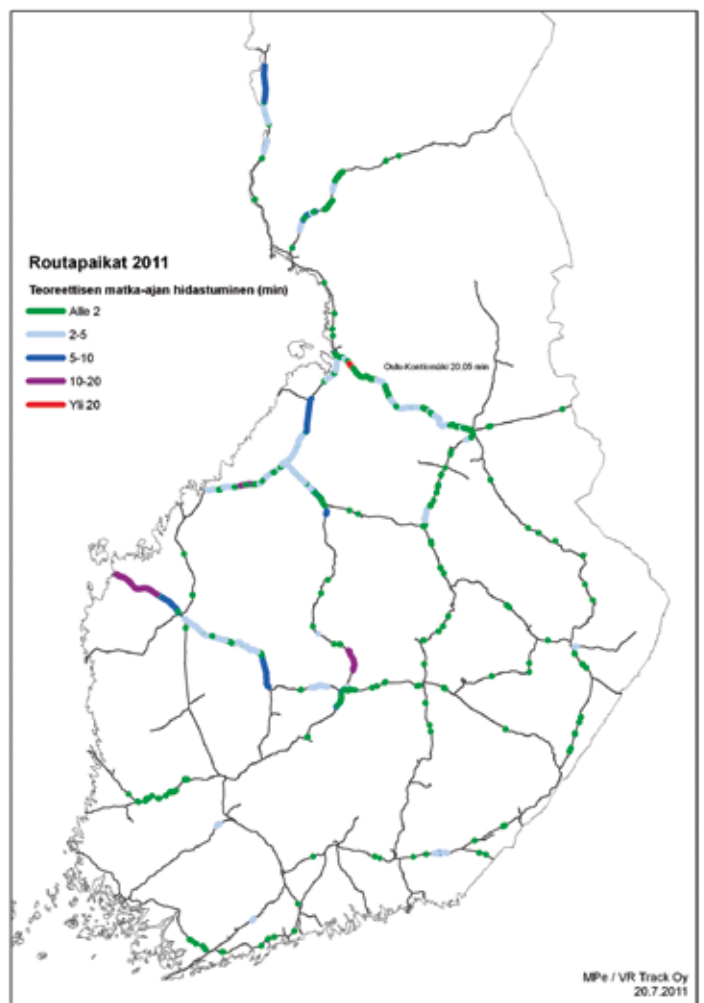 Routapaikat 2011
Teoreettisen matka-ajan hidastuminen (min)
Alle 2
2-5
5-10
10-20
Yli 20
Oulu-Kontiomäki 20,05 min
MPe / VR Track Oy
20.7.2011